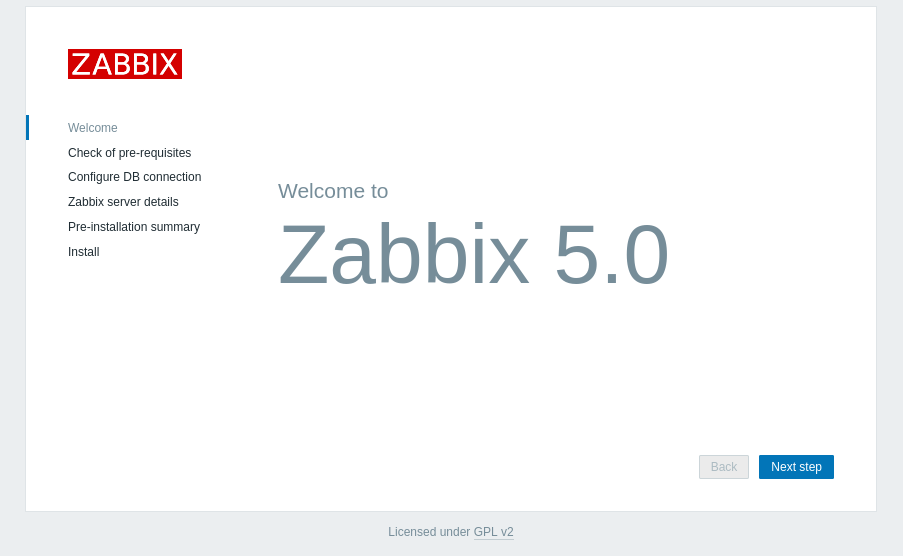 ZABBIX
Welcome
Check of pre-requisites
Configure DB connection
Zabbix server details
Pre-installation summary
Install
Welcome to
Zabbix 5.0
Back
Next step
Licensed under GPL v2